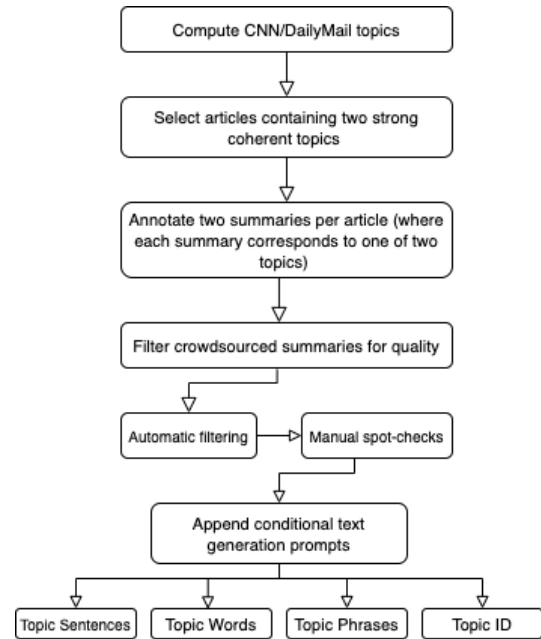 Compute CNN/DailyMail topics
Select articles containing two strong
coherent topics
Annotate two summaries per article (where
each summary corresponds to one of two
topics)
Filter crowdsourced summaries for quality
Automatic filtering
Manual spot-checks
Append conditional text
generation prompts
Topic Sentences
Topic Words
Topic Phrases
Topic ID